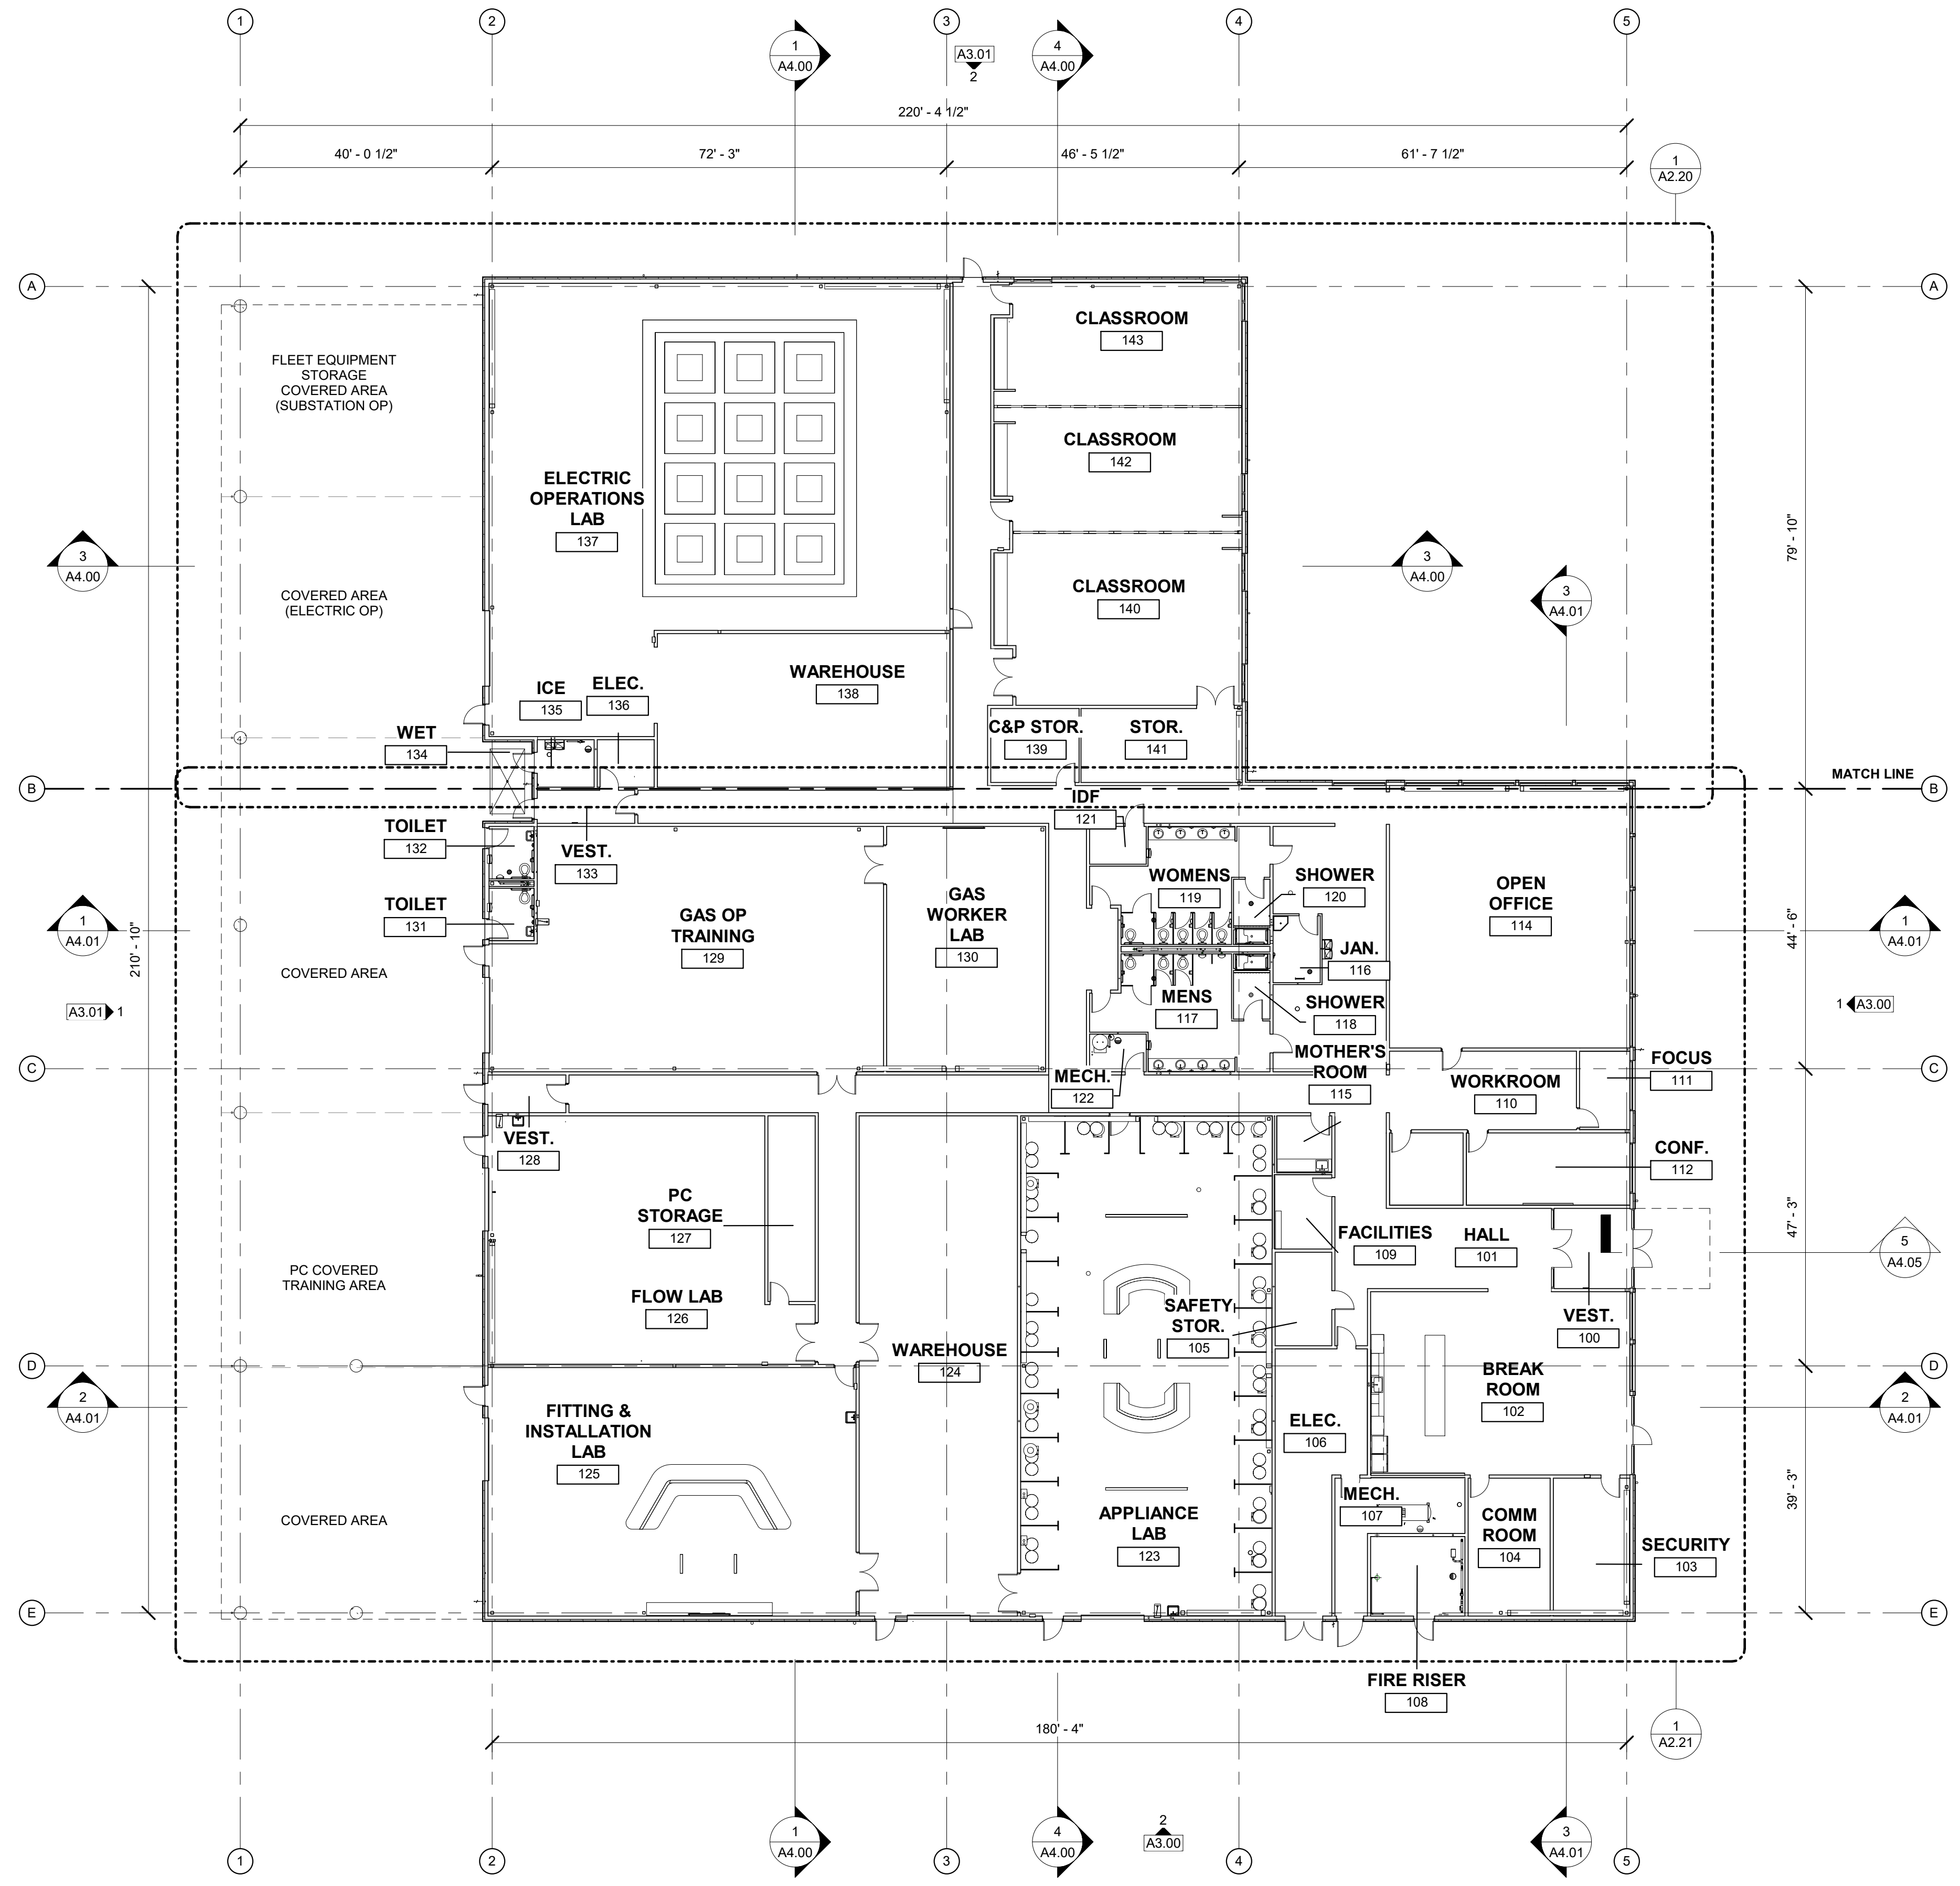 1
2
3
4
5
1
A4.00
A3.01
2
4
A4.00
220' - 4 1/2"
40' - 0 1/2"
72' - 3"
46' - 5 1/2"
61' - 7 1/2"
1
A2.20
A
A
CLASSROOM
143
FLEET EQUIPMENT
STORAGE
COVERED AREA
(SUBSTATION OP)
CLASSROOM
142
ELECTRIC
OPERATIONS
LAB
137
79' - 10"
3
A4.00
3
A4.00
3
A4.01
COVERED AREA
(ELECTRIC OP)
CLASSROOM
140
WAREHOUSE
138
ICE
135
ELEC.
136
WET
134
C&P STOR.
139
STOR.
141
MATCH LINE
B
B
IDF
121
TOILET
132
VEST.
133
WOMENS
119
SHOWER
120
OPEN
OFFICE
114
TOILET
131
GAS OP
TRAINING
129
GAS
WORKER
LAB
130
1
A4.01
210' - 10"
44' - 6"
1
A4.01
JAN.
116
COVERED AREA
MENS
117
SHOWER
118
A3.01
1
1
A3.00
MOTHER'S
ROOM
115
C
C
MECH.
122
WORKROOM
110
FOCUS
111
VEST.
128
CONF.
112
PC
STORAGE
127
47' - 3"
FACILITIES
109
HALL
101
5
A4.05
PC COVERED
TRAINING AREA
FLOW LAB
126
SAFETY
STOR.
105
VEST.
100
WAREHOUSE
124
D
D
BREAK
ROOM
102
2
A4.01
2
A4.01
FITTING &
INSTALLATION
LAB
125
ELEC.
106
39' - 3"
MECH.
107
COVERED AREA
APPLIANCE
LAB
123
COMM
ROOM
104
SECURITY
103
E
E
FIRE RISER
108
180' - 4"
1
A2.21
1
A4.00
4
A4.00
2
A3.00
3
A4.01
1
2
3
4
5